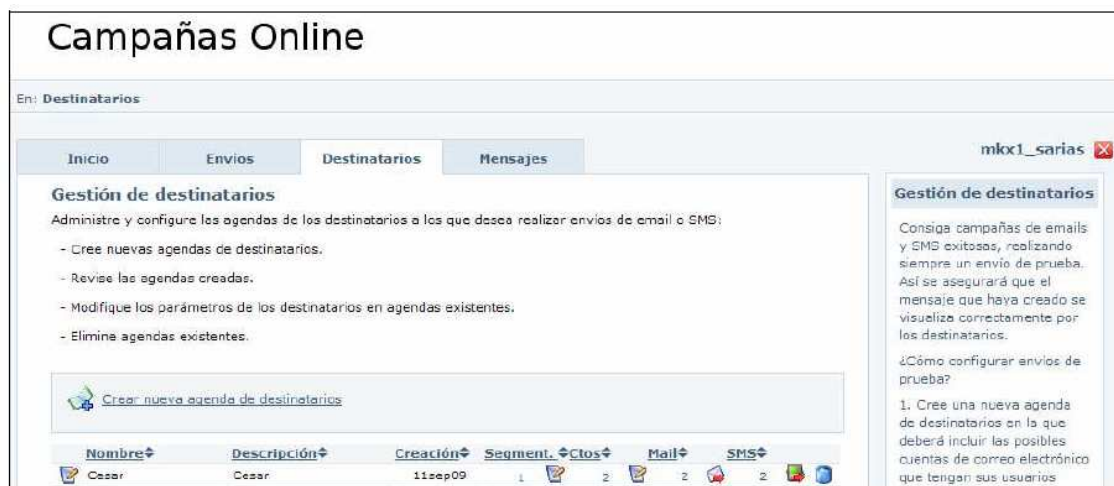 Campañas Online
En: Destinatarios
Inicio Envios Destinatarios Mensajes
mkx1_sarias
Gestión de destinatarios
Administre y configure las agendas de los destinatarios a los que desea realizar envios de email o SMS:
- Cree nuevas agendas de destinatarios.
- Revise las agendas creadas.
- Modifique los parámetros de los destinatarios en agendas existentes.
- Elimine agendas existentes.
Crear nueva agenda de destinatarios
Nombre Descripción Creación Segment. Ctos Mail SMS
Cesar Cesar 11sep09 1 2 2 2
Gestión de destinatarios
Consiga campañas de emails
y SMS exitosas, realizando
siempre un envío de prueba.
Así se asegurará que el
mensaje que haya creado se
visualiza correctamente por
los destinatarios.
¿Cómo configurar envios de
prueba?
1. Cree una nueva agenda
de destinatarios en la que
deberá incluir las posibles
cuentas de correo electrónico
que tengan sus usuarios